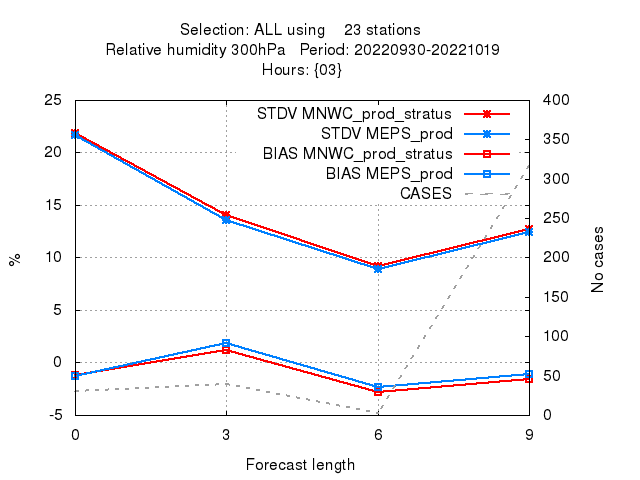 Selection: ALL using 23 stations
Relative humidity 300hPa Period: 20220930-20221019
Hours: {03}
25
20
15
10
5
0
-5
%
STDV MNWC_prod_stratus
STDV MEPS_prod
BIAS MNWC_prod_stratus
BIAS MEPS_prod
CASES
400
350
300
250
200
150
100
50
0
No cases
0 3 6 9
Forecast length